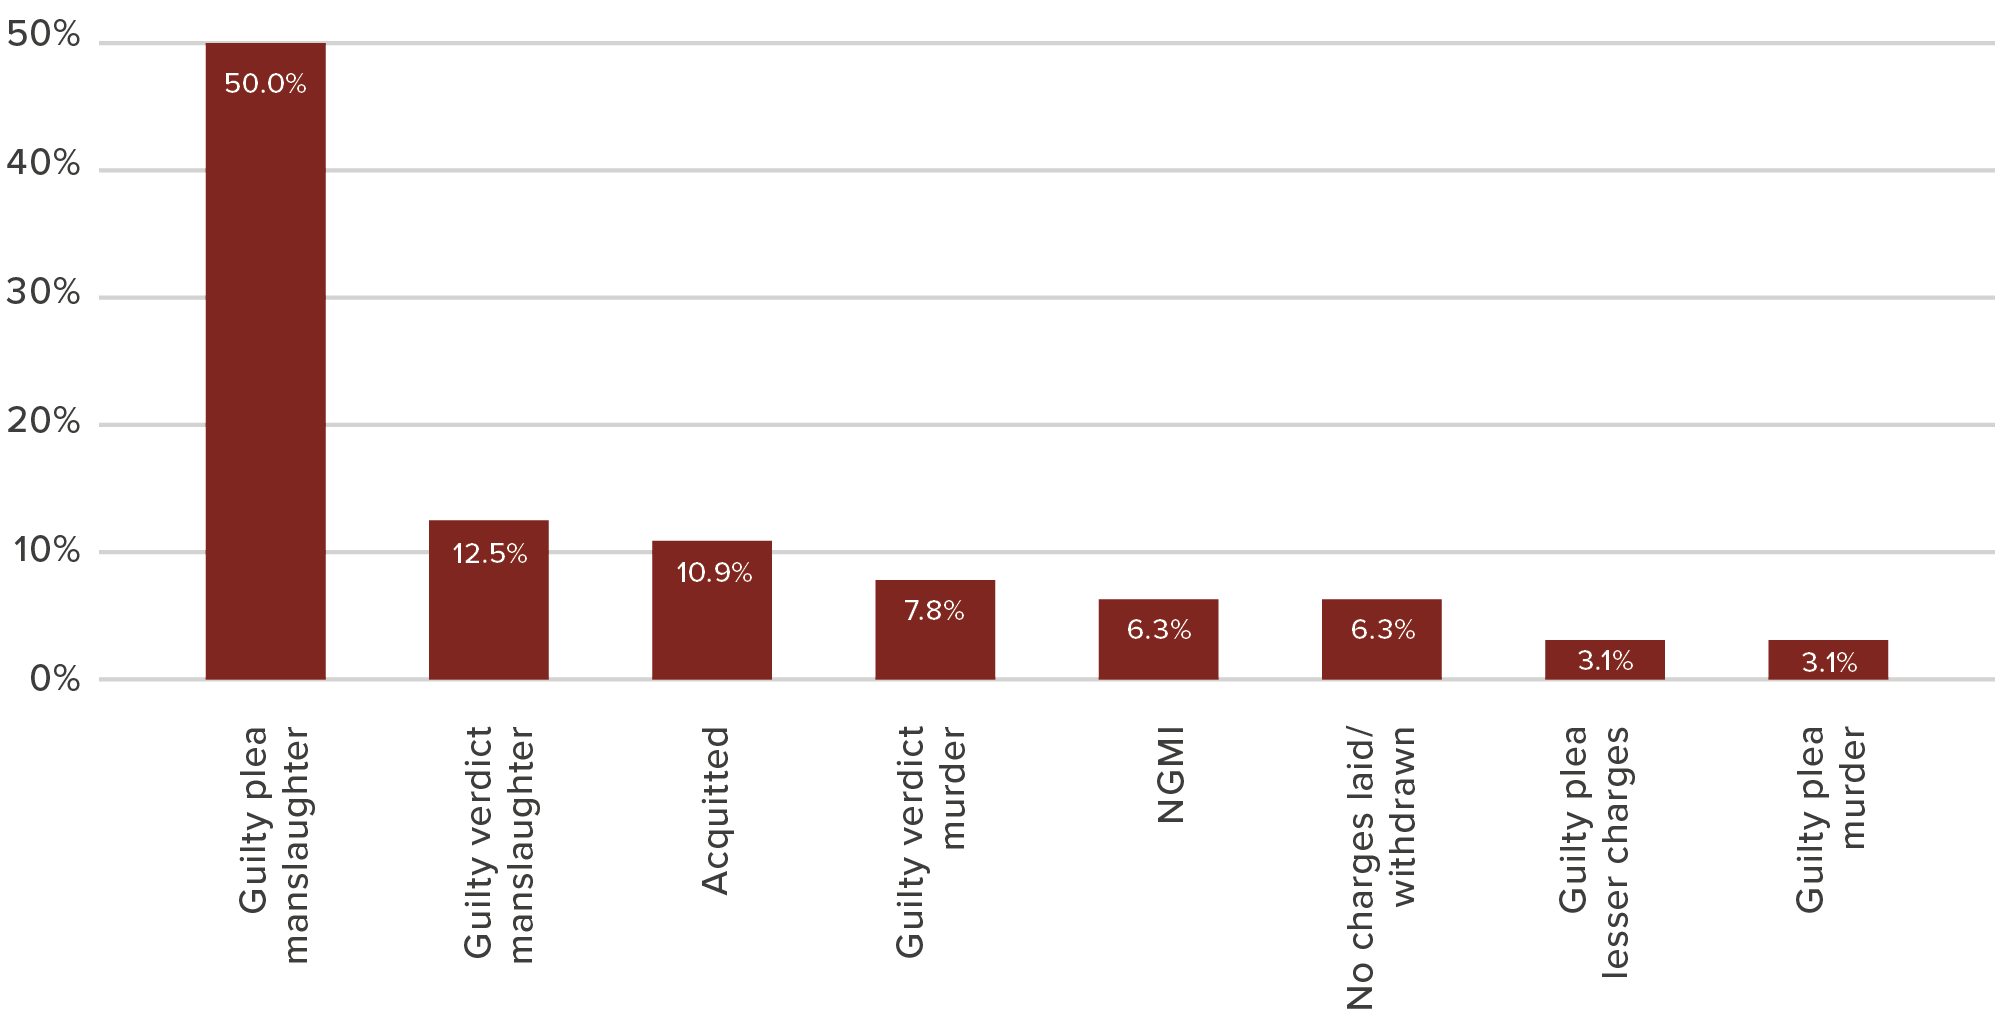 50%
40%
30%
20%
10%
0%
50.0%
12.5%
10.9%
7.8%
6.3%
6.3%
3.1%
3.1%
Guilty plea
manslaughter
Guilty verdict
manslaughter
Acquitted
Guilty verdict
murder
NGMI
No charges laid/
withdrawn
Guilty plea
lesser charges
Guilty plea
murder